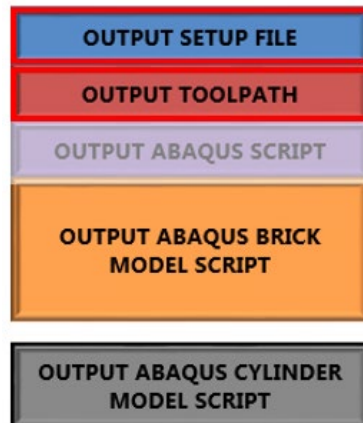 OUTPUT SETUP FILE
OUTPUT TOOLPATH
OUTPUT ABAQUS SCRIPT
OUTPUT ABAQUS BRICK
MODEL SCRIPT
OUTPUT ABAQUS CYLINDER
MODEL SCRIPT